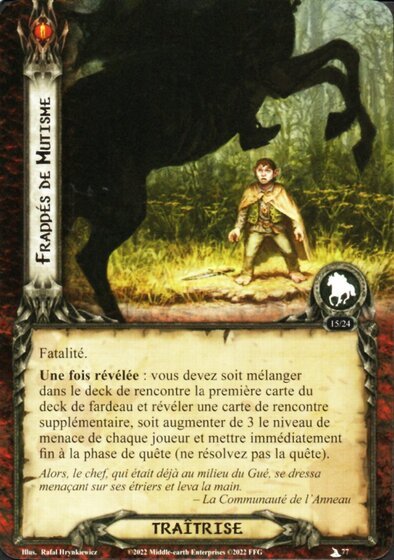 FRAPPÉS DE MUTISME
15/24
Fatalité.
Une fois révélée : vous devez soit mélanger
dans le deck de rencontre la première carte du
deck de fardeau et révéler une carte de rencontre
supplémentaire, soit augmenter de 3 le niveau de
menace de chaque joueur et mettre immédiatement
fin à la phase de quête (ne résolvez pas la quête).
Alors, le chef, qui était déjà au milieu du Gué, se dressa
menaçant sur ses étriers et leva la main.
– La Communauté de l'Anneau
TRAÎTRISE
Illus. Rafał Hrynkiewicz
©2022 Middle-earth Enterprises ©2022 FFG
77